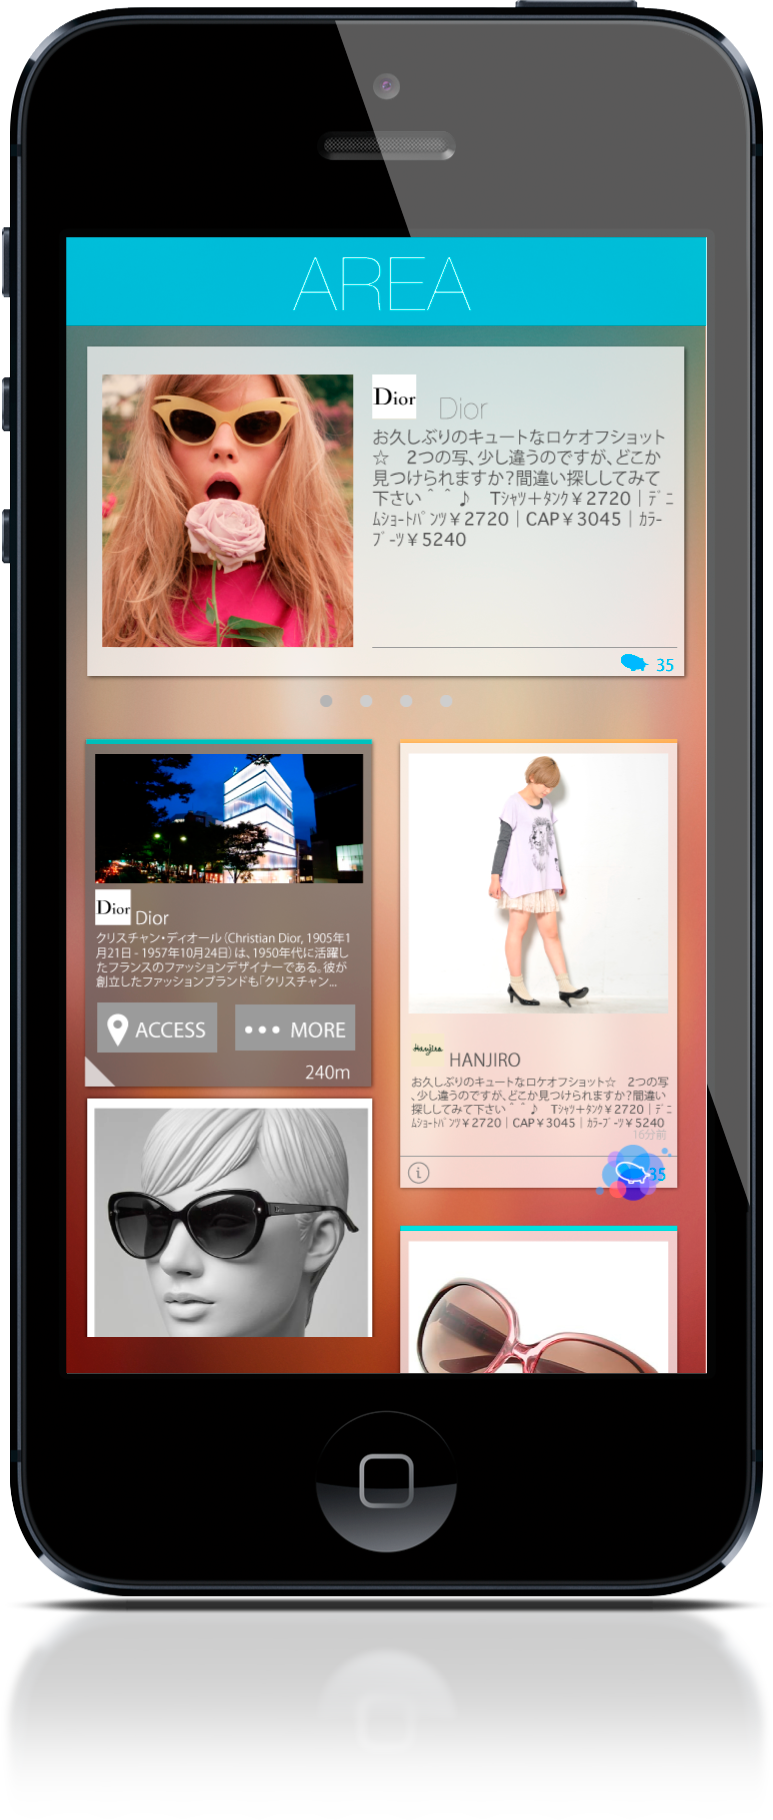 AREA
Dior
Dior
お久しぶりのキュートなロケオフショット
☆　2つの写、少し違うのですが、どこか
見つけられますか？間違い探ししてみて
下さい＾＾♪　Tｼｬﾂ＋ﾀﾝｸ￥2720｜ﾃﾞﾆ
ﾑｼｮｰﾄﾊﾟﾝﾂ￥2720｜CAP￥3045｜ｶﾗｰ
ﾌﾞｰﾂ￥5240
35
Dior
Dior
クリスチャン・ディオール（Christian Dior, 1905年1
月21日 - 1957年10月24日）は、1950年代に活躍し
たフランスのファッションデザイナーである。彼が
創立したファッションブランドも「クリスチャン...
ACCESS
MORE
240m
Hanjiro
HANJIRO
お久しぶりのキュートなロケオフショット☆　2つの写
、少し違うのですが、どこか見つけられますか？間違い
探ししてみて下さい＾＾♪　Tｼｬﾂ＋ﾀﾝｸ￥2720｜ﾃﾞﾆ
ﾑｼｮｰﾄﾊﾟﾝﾂ￥2720｜CAP￥3045｜ｶﾗｰﾌﾞｰﾂ￥5240
16分前
35